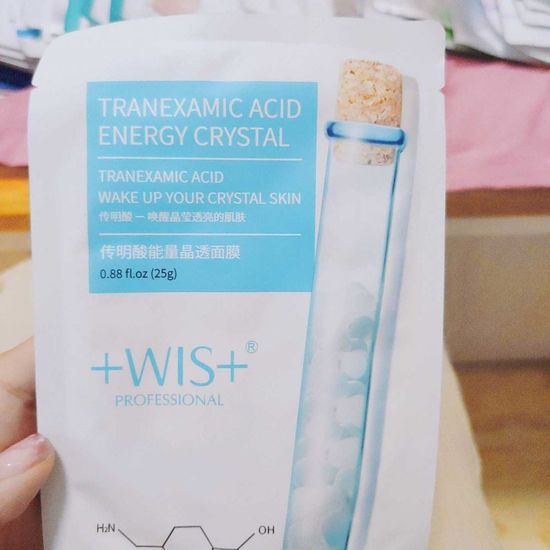 TRANEXAMIC ACID
ENERGY CRYSTAL
TRANEXAMIC ACID
WAKE UP YOUR CRYSTAL SKIN
传明酸 — 唤醒晶莹透亮的肌肤
传明酸能量晶透面膜
0.88 fl.oz (25g)
+WIS+®
PROFESSIONAL
H₂N
OH